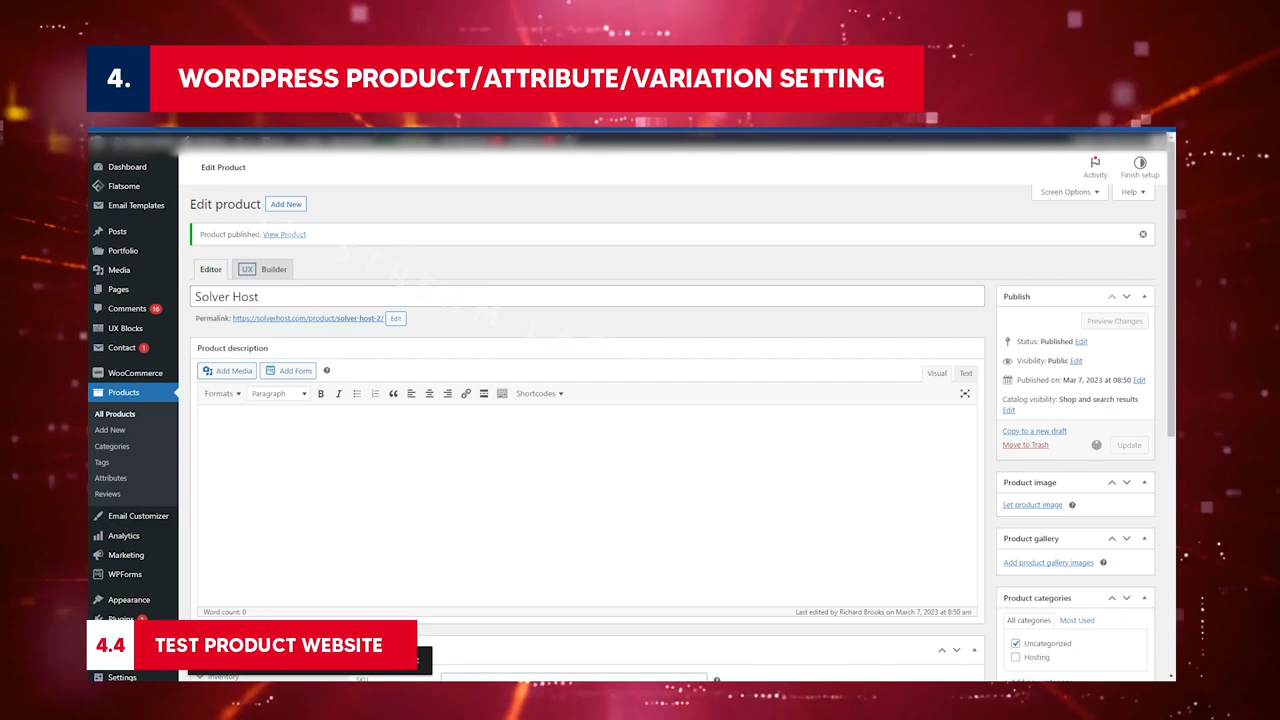 4.
WORDPRESS PRODUCT/ATTRIBUTE/VARIATION SETTING
Edit Product
Activity
Finish setup
Screen Options
Help
Dashboard
Flatsome
Email Templates
Posts
Portfolio
Media
Pages
Comments 16
UX Blocks
Contact 1
WooCommerce
Products
All Products
Add New
Categories
Tags
Attributes
Reviews
Email Customizer
Analytics
Marketing
WPForms
Appearance
Plugins
Settings
Edit product Add New
Product published. View Product
Editor UX Builder
Solver Host
Permalink: https://solverhost.com/product/solver-host-2/ Edit
Product description
Add Media Add Form
Visual Text
Formats Paragraph B I Shortcodes
Word count: 0
Last edited by Richard Brooks on March 7, 2023 at 8:50 am
Publish
Preview Changes
Status: Published Edit
Visibility: Public Edit
Published on: Mar 7, 2023 at 08:50 Edit
Catalog visibility: Shop and search results
Edit
Copy to a new draft
Move to Trash
Update
Product image
Set product image
Product gallery
Add product gallery images
Product categories
All categories Most Used
Uncategorized
Hosting
4.4
TEST PRODUCT WEBSITE
Inventory
SKU